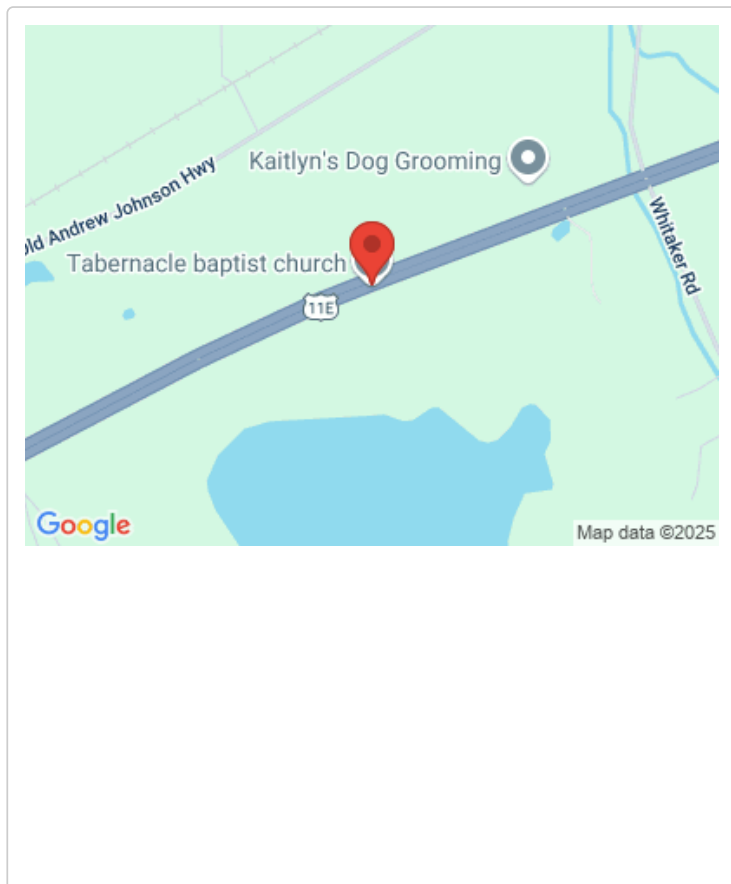 Kaitlyn's Dog Grooming
old Andrew Johnson Hwy
Whitaker Rd
Tabernacle baptist church
11E
Google
Map data ©2025